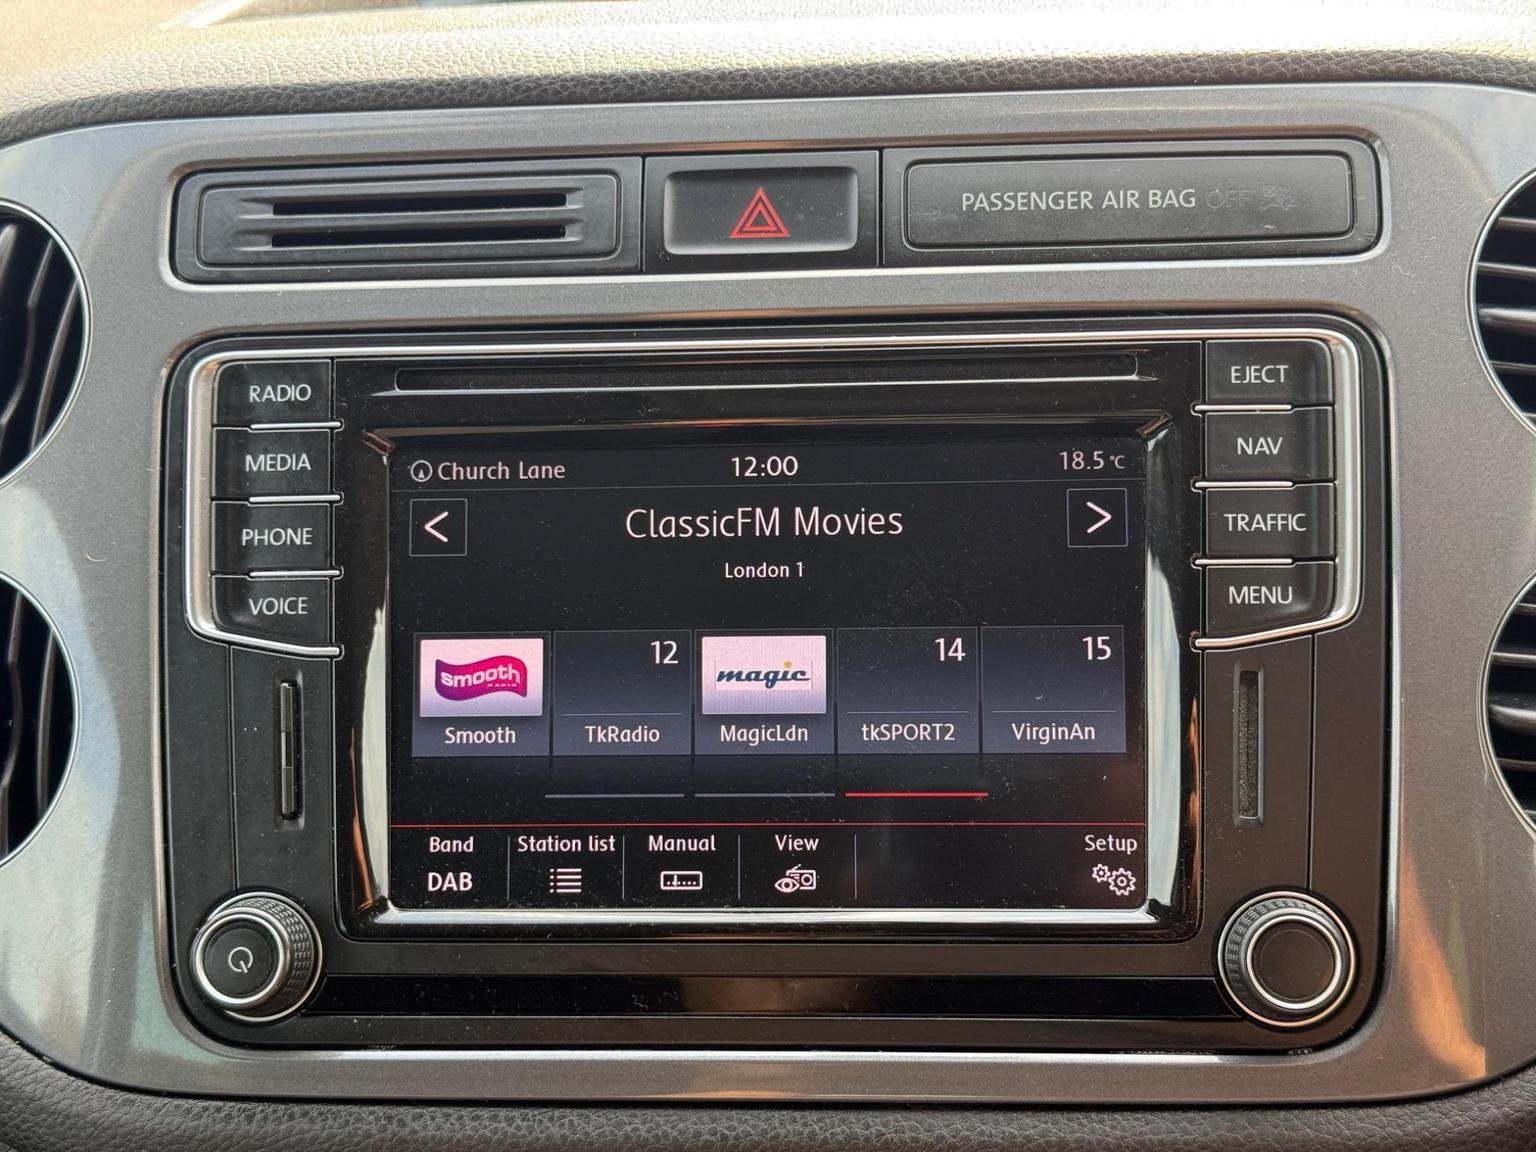 PASSENGER AIR BAG OFF
RADIO
MEDIA
PHONE
VOICE
EJECT
NAV
TRAFFIC
MENU
Church Lane 12:00 18.5°C
< ClassicFM Movies >
London 1
smooth
RADIO
Smooth
12
TkRadio
magic
MagicLdn
14
tkSPORT2
15
VirginAn
Band Station list Manual View Setup
DAB